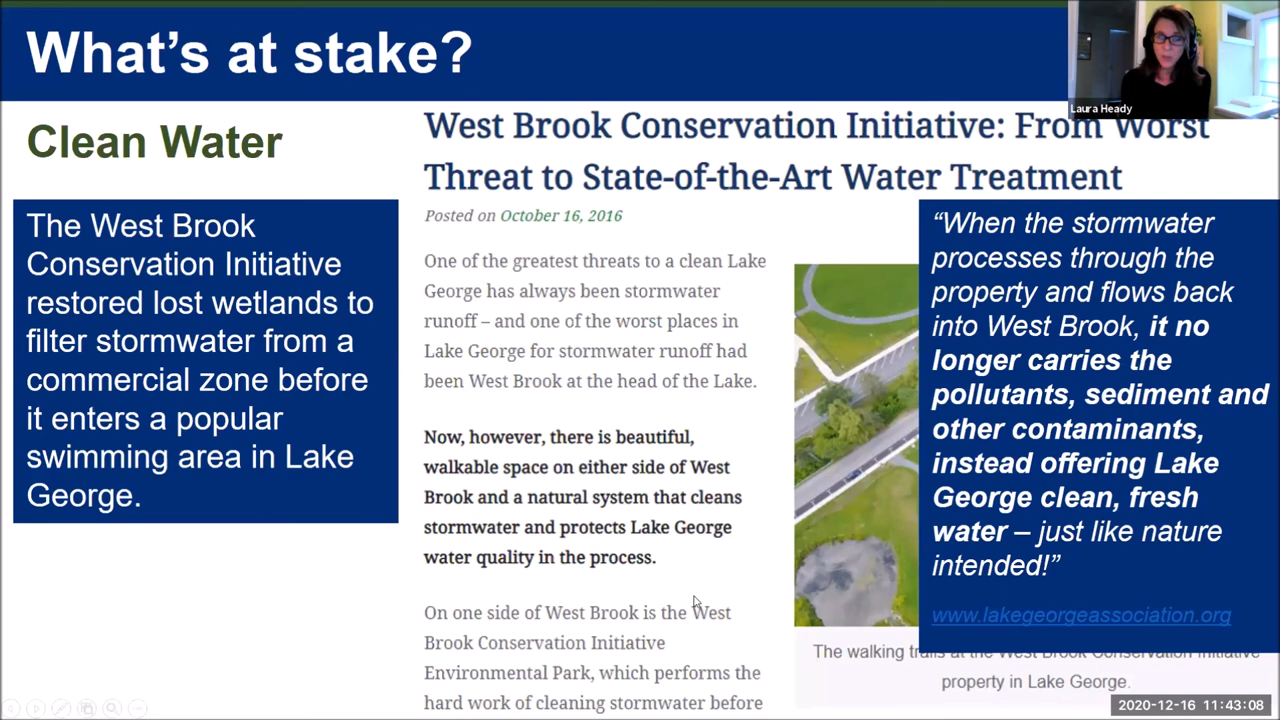 What's at stake?
Laura Heady
Clean Water
The West Brook
Conservation Initiative
restored lost wetlands to
filter stormwater from a
commercial zone before
it enters a popular
swimming area in Lake
George.
West Brook Conservation Initiative: From Worst
Threat to State-of-the-Art Water Treatment
Posted on October 16, 2016
One of the greatest threats to a clean Lake
George has always been stormwater
runoff – and one of the worst places in
Lake George for stormwater runoff had
been West Brook at the head of the Lake.
Now, however, there is beautiful,
walkable space on either side of West
Brook and a natural system that cleans
stormwater and protects Lake George
water quality in the process.
On one side of West Brook is the West
Brook Conservation Initiative
Environmental Park, which performs the
hard work of cleaning stormwater before
“When the stormwater
processes through the
property and flows back
into West Brook, it no
longer carries the
pollutants, sediment and
other contaminants,
instead offering Lake
George clean, fresh
water – just like nature
intended!”
www.lakegeorgeassociation.org
The walking trails at the West Brook Conservation Initiative
property in Lake George.
2020-12-16 11:43:08